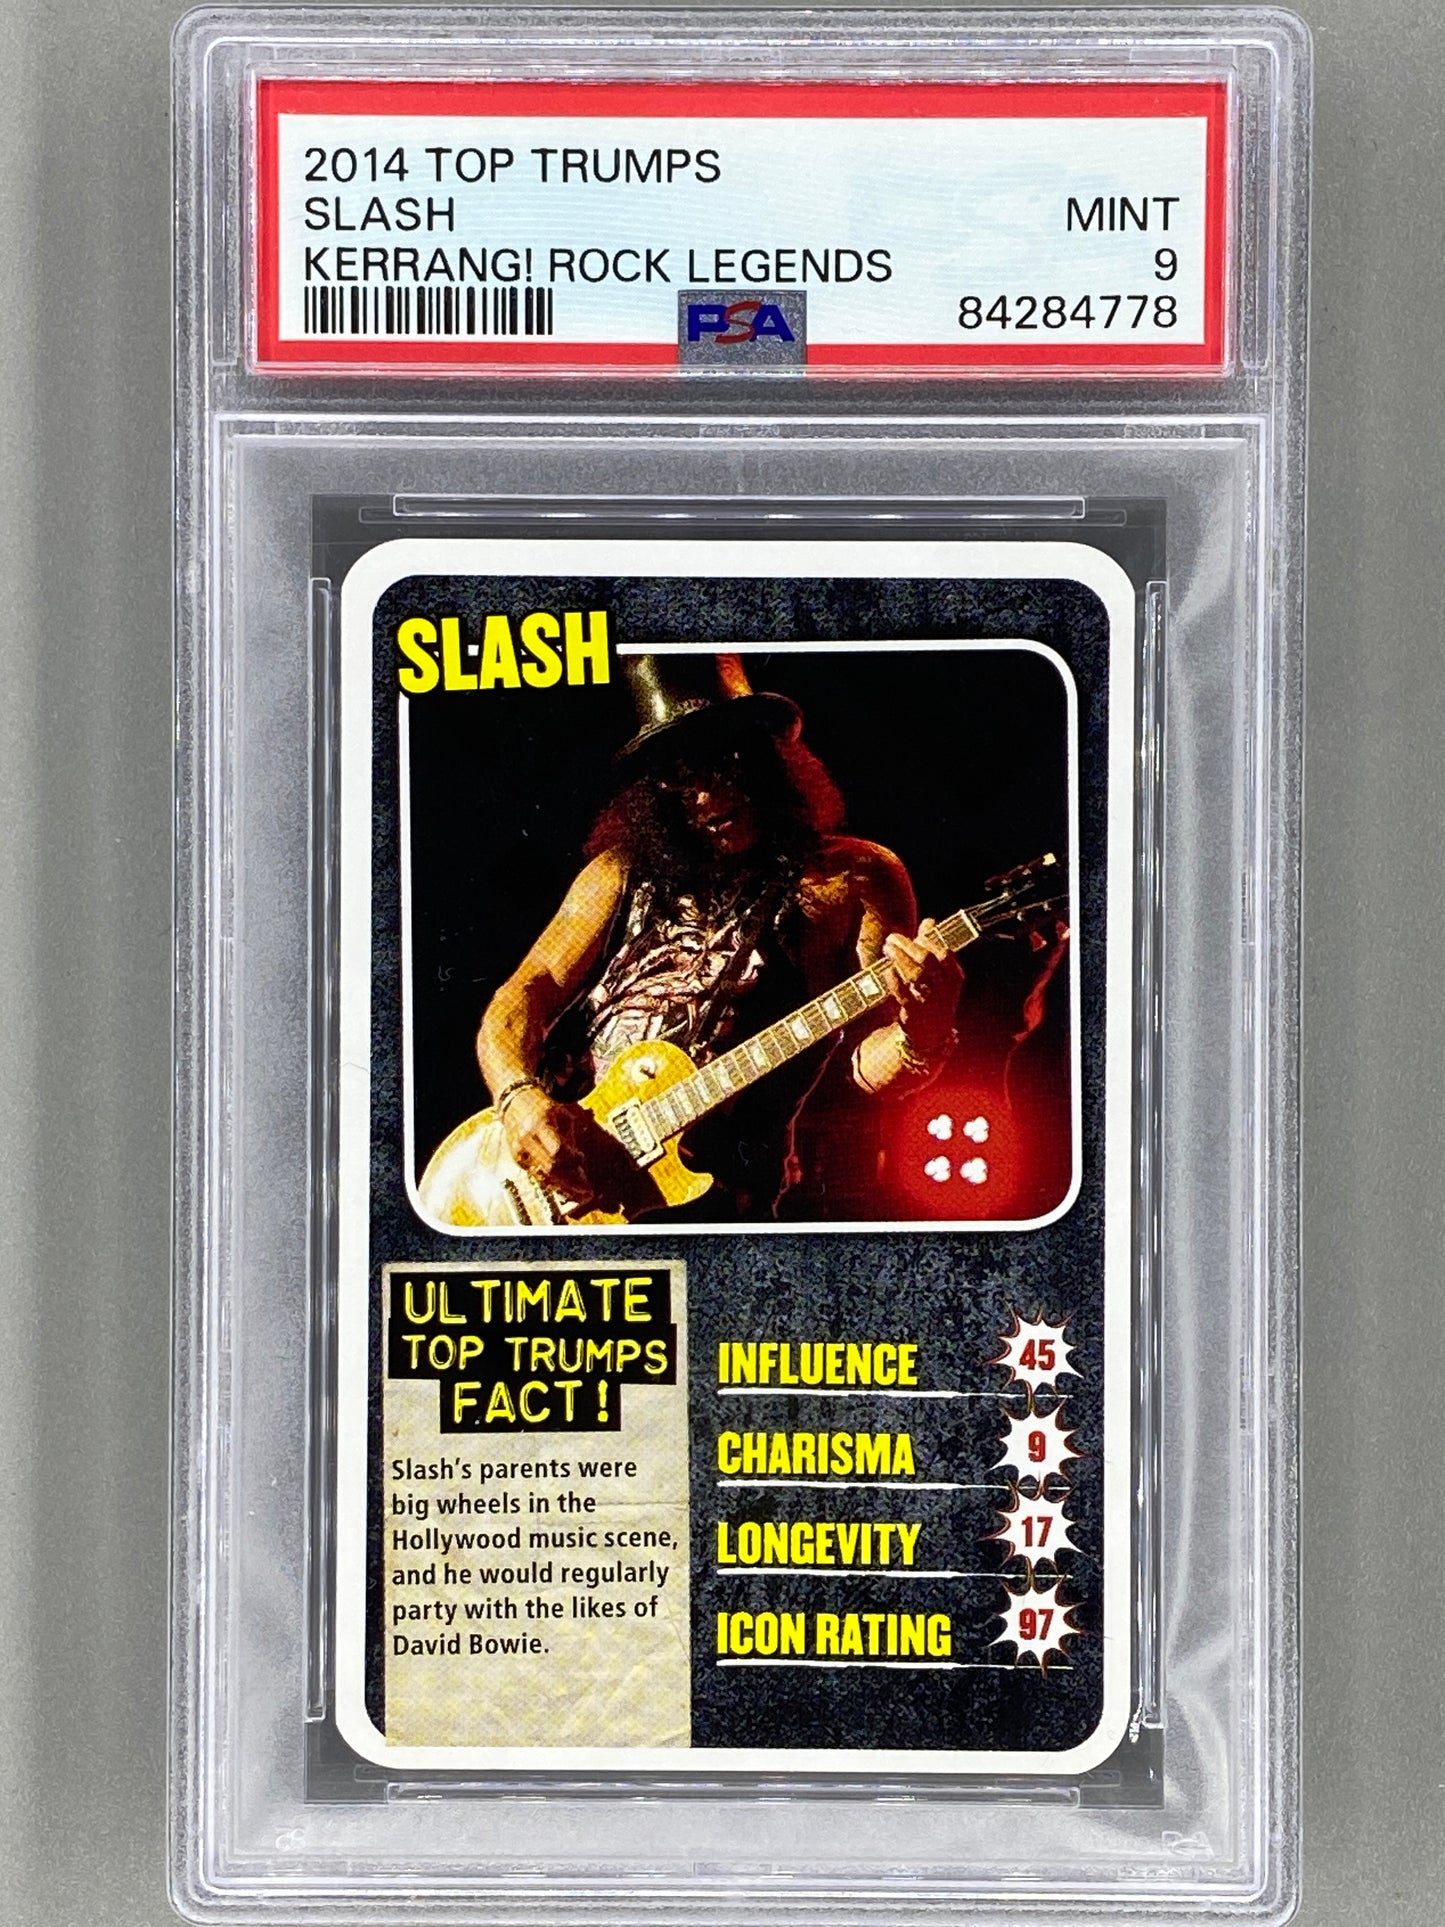 2014 TOP TRUMPS
SLASH MINT
KERRANG! ROCK LEGENDS 9
PSA 84284778
SLASH
ULTIMATE
TOP TRUMPS
FACT!
Slash's parents were
big wheels in the
Hollywood music scene,
and he would regularly
party with the likes of
David Bowie.
INFLUENCE 45
CHARISMA 9
LONGEVITY 17
ICON RATING 97